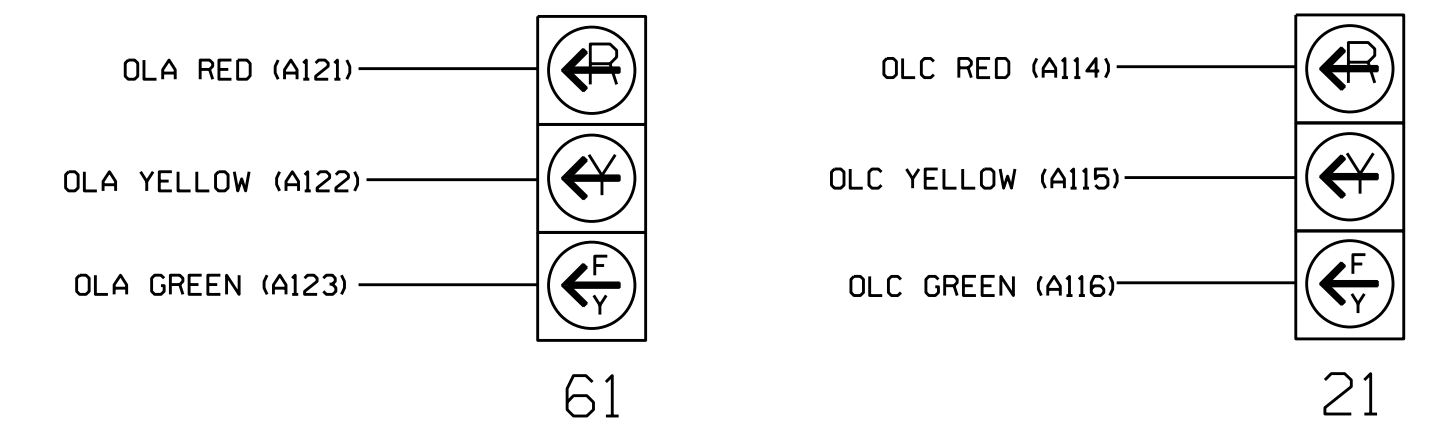 OLA RED (A121)
R
OLA YELLOW (A122)
Y
OLA GREEN (A123)
F
Y
61
OLC RED (A114)
R
OLC YELLOW (A115)
Y
OLC GREEN (A116)
F
Y
21